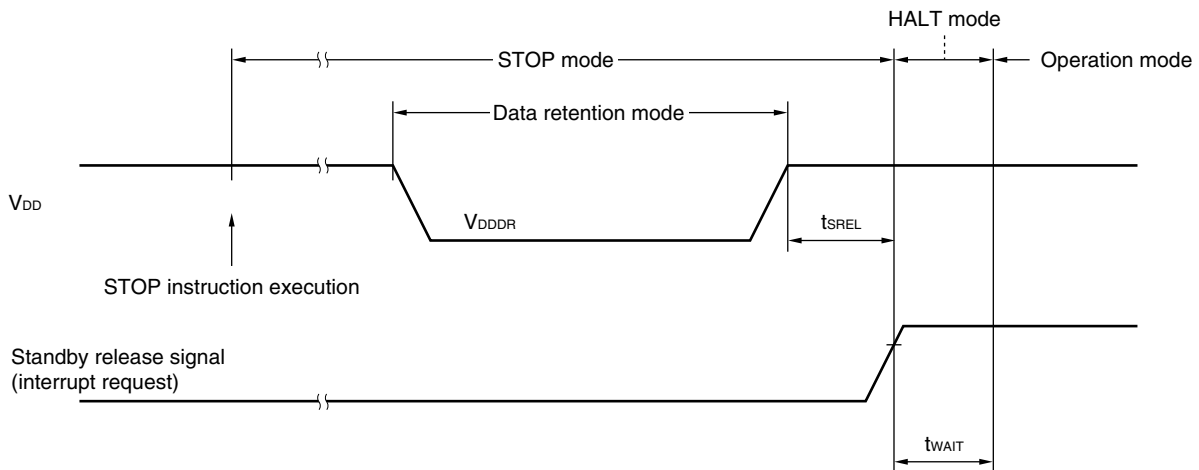 HALT mode
STOP mode
Operation mode
Data retention mode
VDD
VDDDR
tSREL
STOP instruction execution
Standby release signal
(interrupt request)
tWAIT